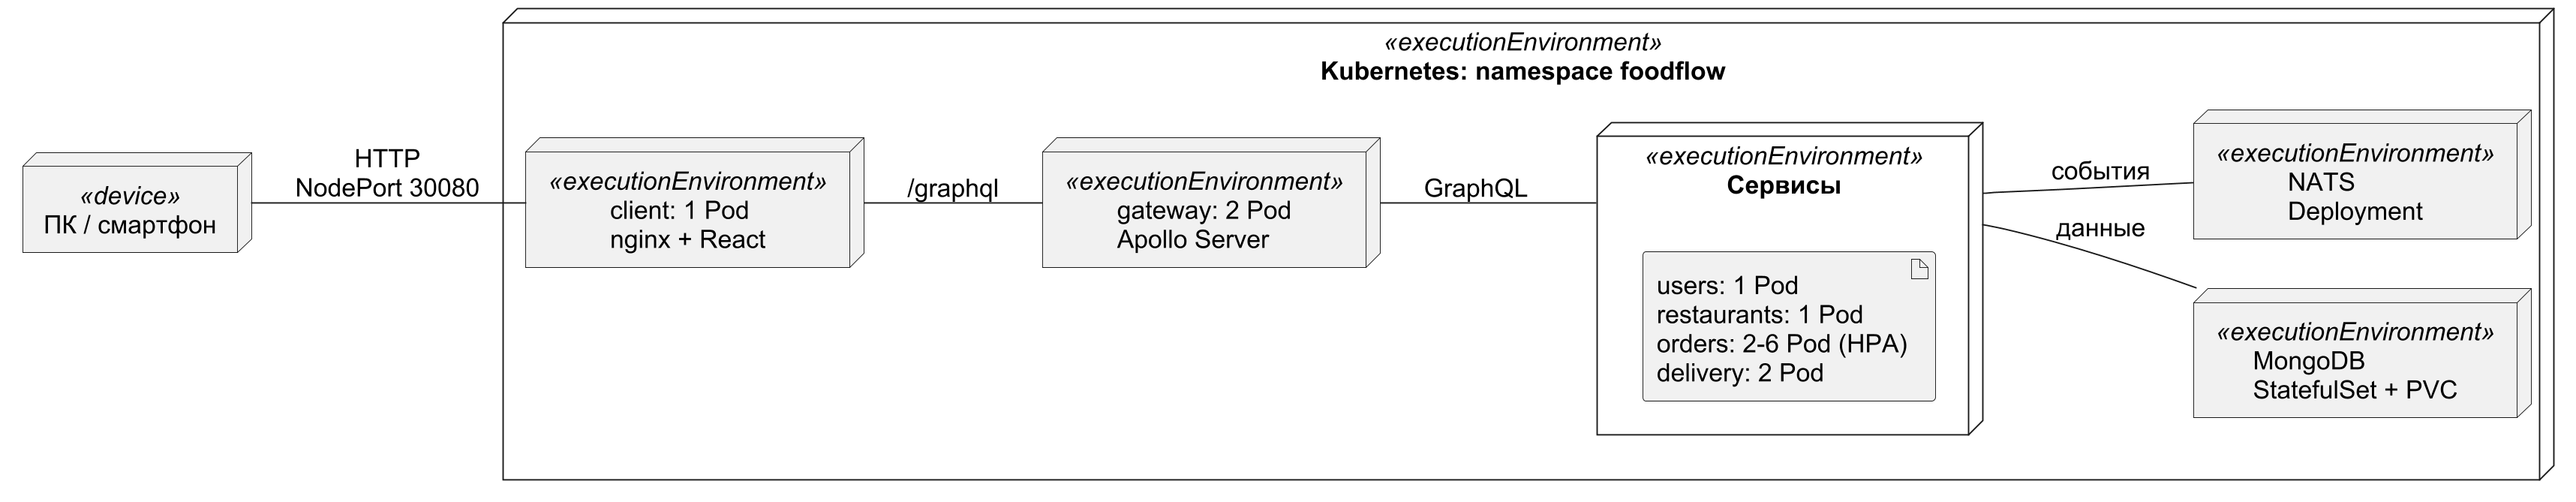 «executionEnvironment»
Kubernetes: namespace foodflow
«device»
ПК / смартфон
HTTP
NodePort 30080
«executionEnvironment»
client: 1 Pod
nginx + React
/graphql
«executionEnvironment»
gateway: 2 Pod
Apollo Server
GraphQL
«executionEnvironment»
Сервисы
users: 1 Pod
restaurants: 1 Pod
orders: 2-6 Pod (HPA)
delivery: 2 Pod
события
данные
«executionEnvironment»
NATS
Deployment
«executionEnvironment»
MongoDB
StatefulSet + PVC